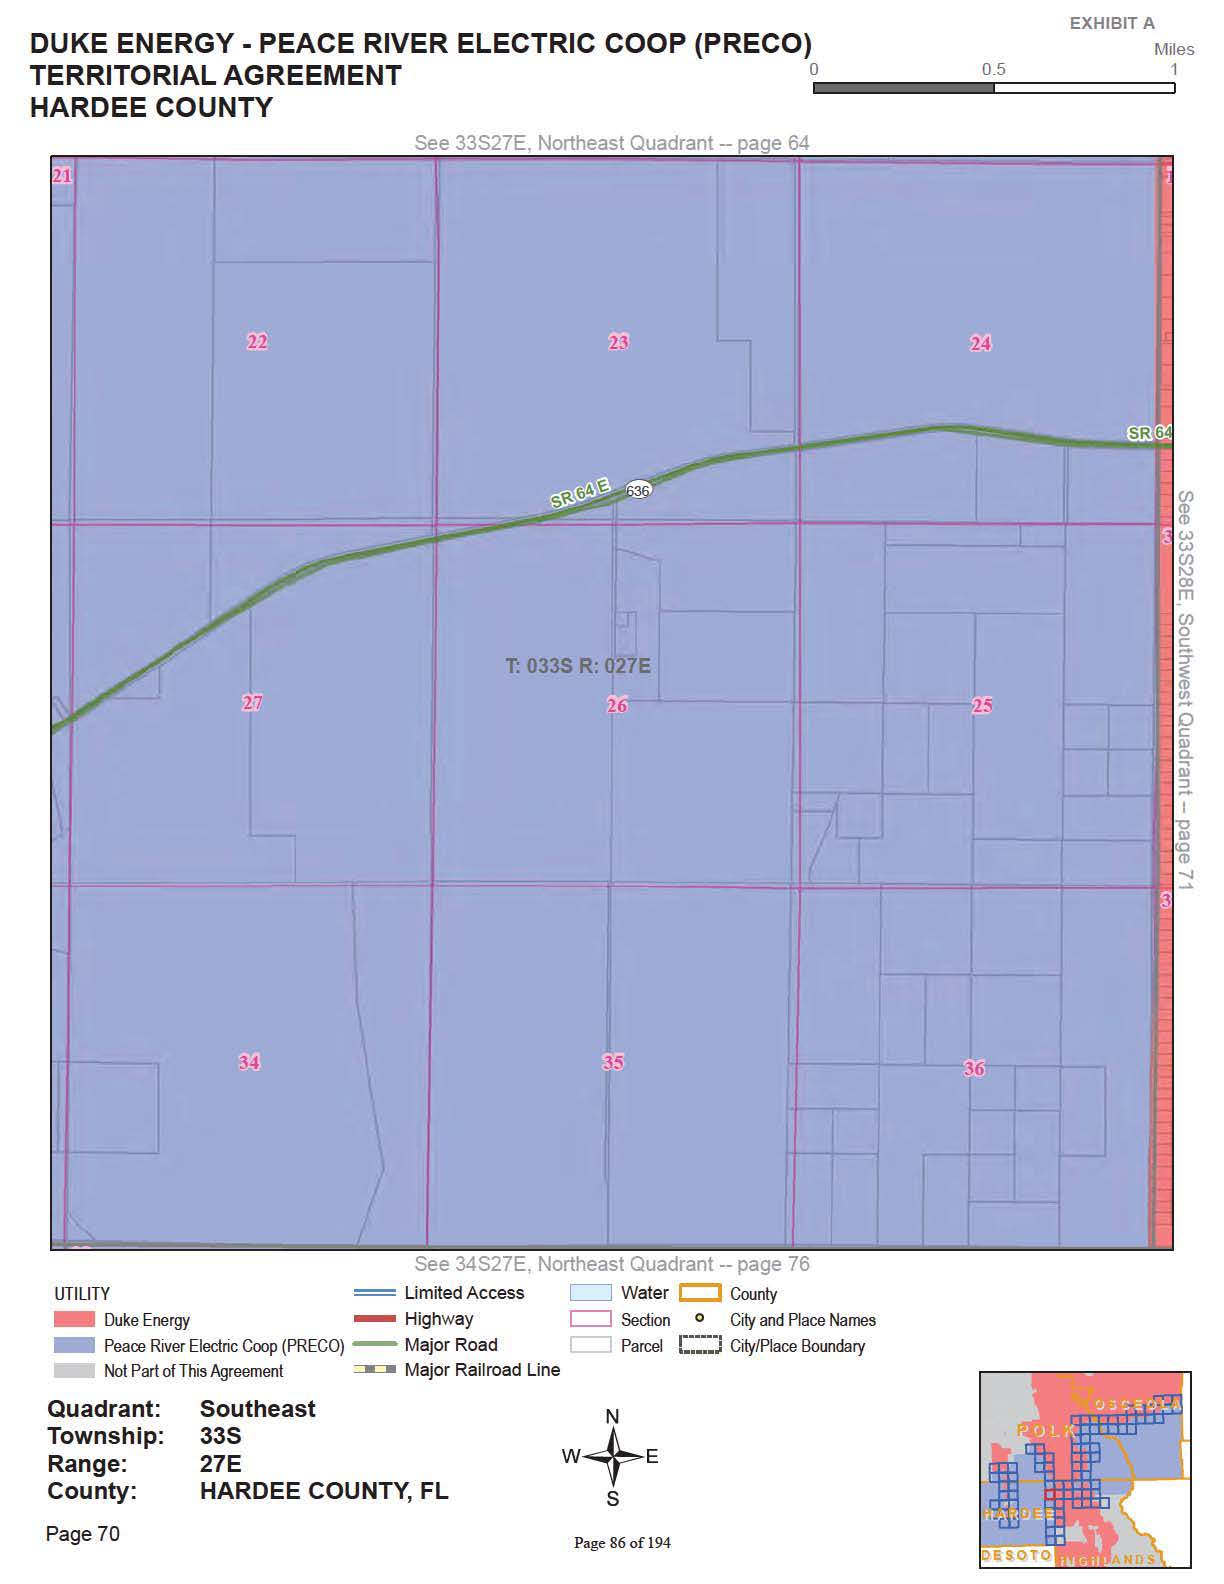 EXHIBIT A
DUKE ENERGY - PEACE RIVER ELECTRIC COOP (PRECO)
TERRITORIAL AGREEMENT
HARDEE COUNTY
Miles
0 0.5 1
See 33S27E, Northeast Quadrant -- page 64
21
22
23
24
SR 64
SR 64 E
636
3
T: 033S R: 027E
27
26
25
See 33S28E, Southwest Quadrant -- page 71
3
34
35
36
See 34S27E, Northeast Quadrant -- page 76
UTILITY
Duke Energy
Peace River Electric Coop (PRECO)
Not Part of This Agreement
Limited Access
Highway
Major Road
Major Railroad Line
Water
Section
Parcel
County
City and Place Names
City/Place Boundary
Quadrant: Southeast
Township: 33S
Range: 27E
County: HARDEE COUNTY, FL
Page 70
N
W E
S
Page 86 of 194
OSCEOLA
POLK
HARDEE
DESOTO
HIGHLANDS